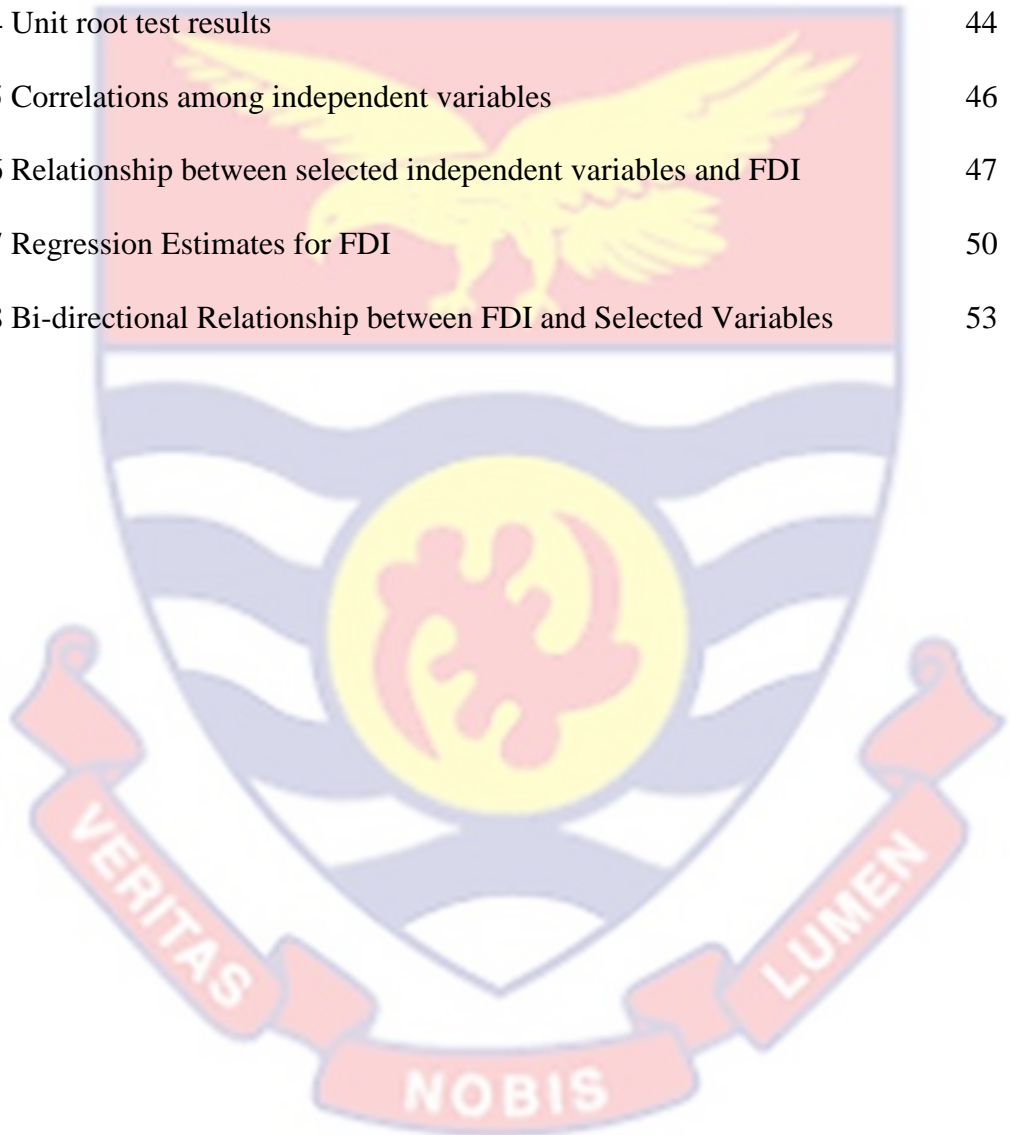 Unit root test results 44
Correlations among independent variables 46
Relationship between selected independent variables and FDI 47
Regression Estimates for FDI 50
Bi-directional Relationship between FDI and Selected Variables 53
VERITAS
NOBIS
LUMEN